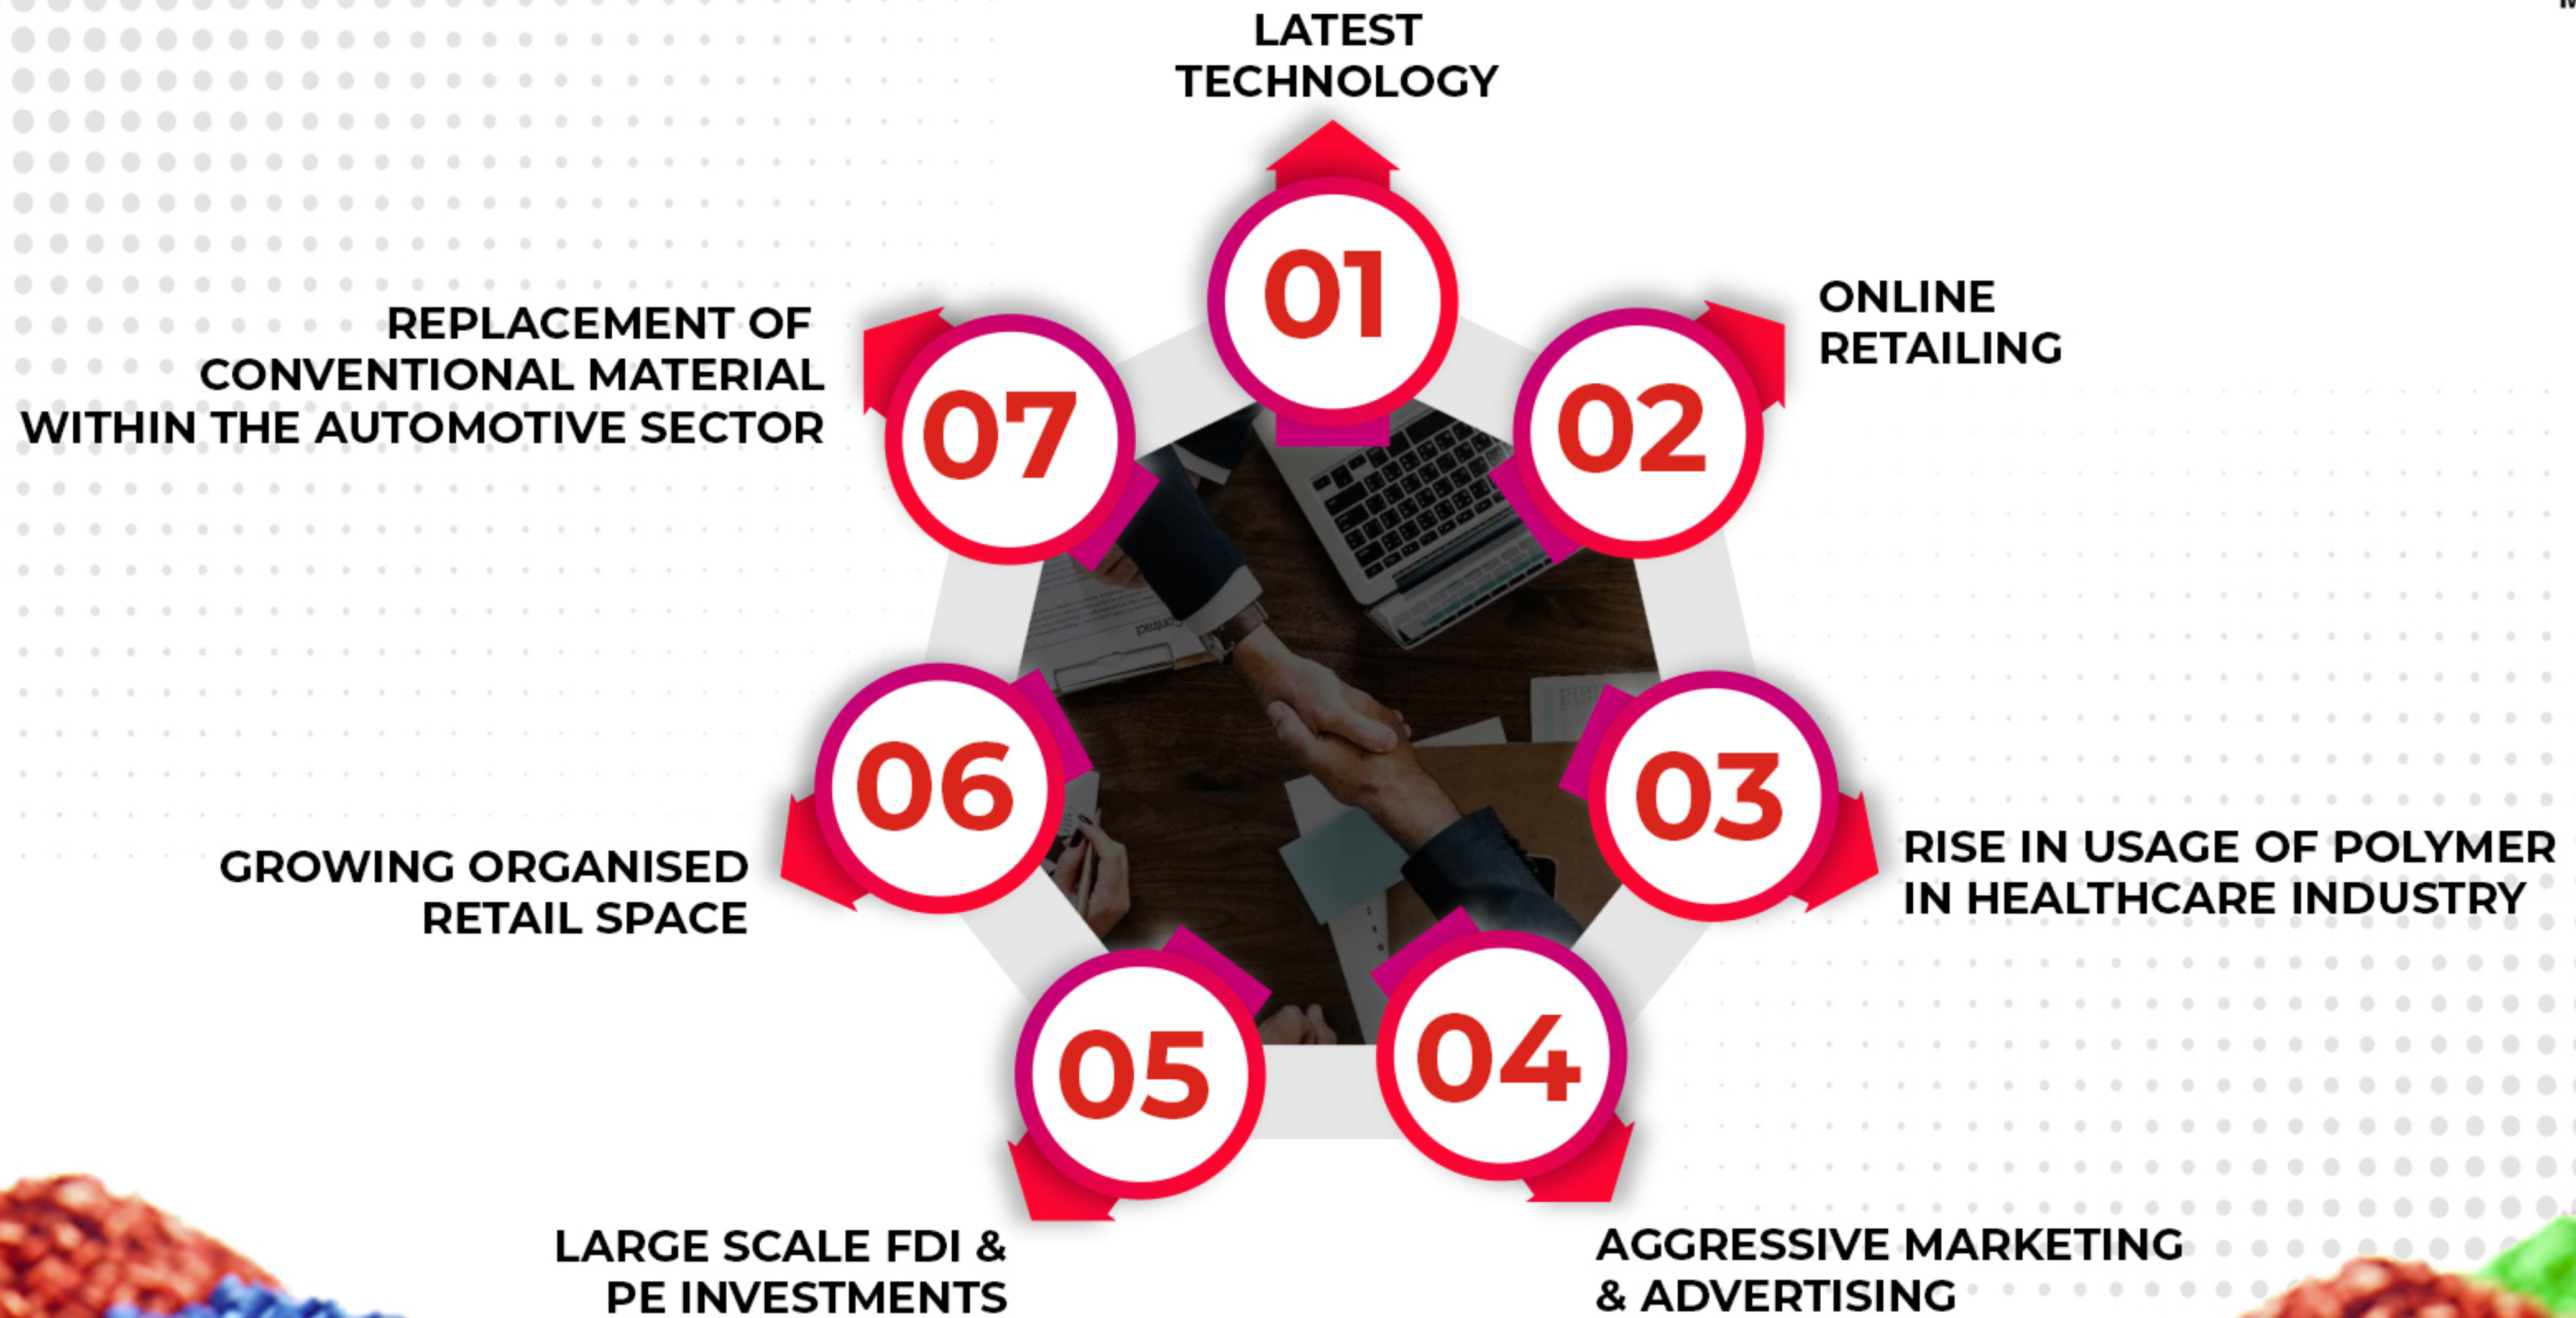 LATEST
TECHNOLOGY
01
ONLINE
RETAILING
02
RISE IN USAGE OF POLYMER
IN HEALTHCARE INDUSTRY
03
AGGRESSIVE MARKETING
& ADVERTISING
04
LARGE SCALE FDI &
PE INVESTMENTS
05
GROWING ORGANISED
RETAIL SPACE
06
REPLACEMENT OF
CONVENTIONAL MATERIAL
WITHIN THE AUTOMOTIVE SECTOR
07
Contract